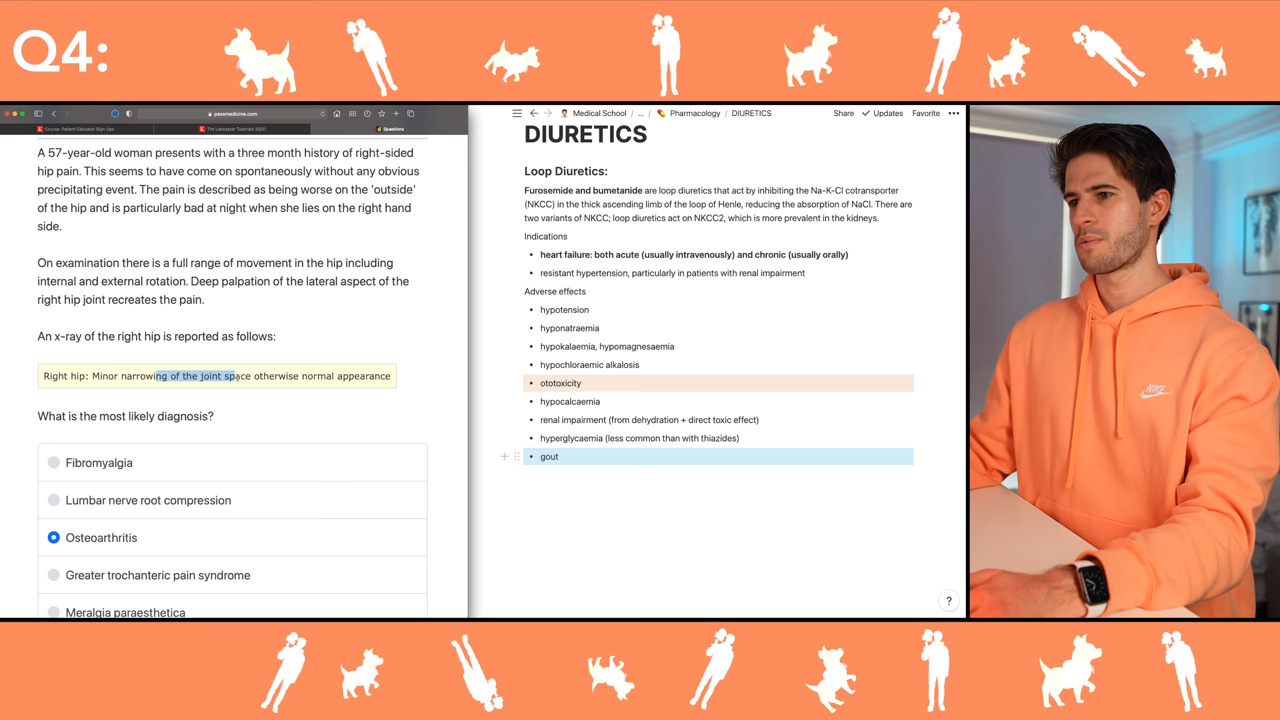 Q4:
passmedicine.com
Course: Patient Educator Sign Ups
Tim Lancaster Tutorials 20/21
Questions
A 57-year-old woman presents with a three month history of right-sided
hip pain. This seems to have come on spontaneously without any obvious
precipitating event. The pain is described as being worse on the 'outside'
of the hip and is particularly bad at night when she lies on the right hand
side.
On examination there is a full range of movement in the hip including
internal and external rotation. Deep palpation of the lateral aspect of the
right hip joint recreates the pain.
An x-ray of the right hip is reported as follows:
Right hip: Minor narrowing of the joint space otherwise normal appearance
What is the most likely diagnosis?
Fibromyalgia
Lumbar nerve root compression
Osteoarthritis
Greater trochanteric pain syndrome
Meralgia paraesthetica
Medical School / ... / Pharmacology / DIURETICS
Share Updates Favorite •••
DIURETICS
Loop Diuretics:
Furosemide and bumetanide are loop diuretics that act by inhibiting the Na-K-Cl cotransporter
(NKCC) in the thick ascending limb of the loop of Henle, reducing the absorption of NaCl. There are
two variants of NKCC; loop diuretics act on NKCC2, which is more prevalent in the kidneys.
Indications
• heart failure: both acute (usually intravenously) and chronic (usually orally)
• resistant hypertension, particularly in patients with renal impairment
Adverse effects
• hypotension
• hyponatraemia
• hypokalaemia, hypomagnesaemia
• hypochloraemic alkalosis
• ototoxicity
• hypocalcaemia
• renal impairment (from dehydration + direct toxic effect)
• hyperglycaemia (less common than with thiazides)
• gout
?
NIKE